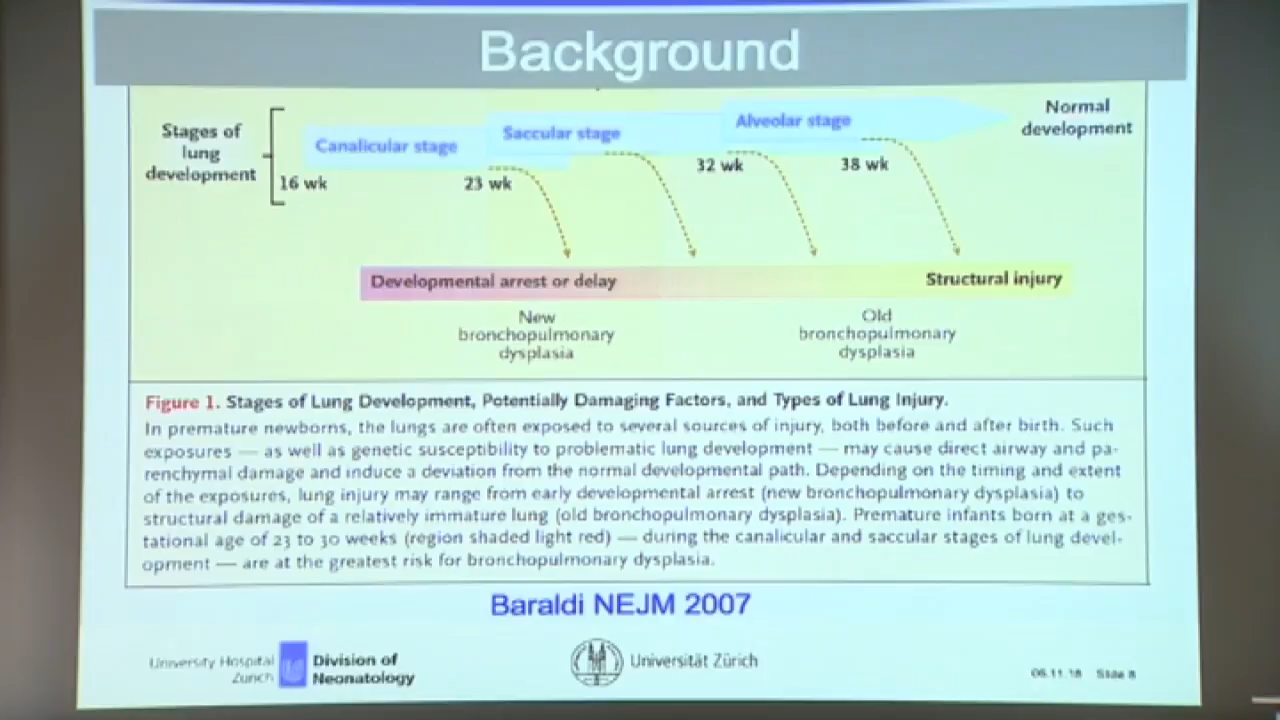 Background
Stages of
lung
development
Canalicular stage
Saccular stage
Alveolar stage
Normal
development
16 wk
23 wk
32 wk
38 wk
Developmental arrest or delay
Structural injury
New
bronchopulmonary
dysplasia
Old
bronchopulmonary
dysplasia
Figure 1. Stages of Lung Development, Potentially Damaging Factors, and Types of Lung Injury.
In premature newborns, the lungs are often exposed to several sources of injury, both before and after birth. Such
exposures — as well as genetic susceptibility to problematic lung development — may cause direct airway and pa-
renchymal damage and induce a deviation from the normal developmental path. Depending on the timing and extent
of the exposures, lung injury may range from early developmental arrest (new bronchopulmonary dysplasia) to
structural damage of a relatively immature lung (old bronchopulmonary dysplasia). Premature infants born at a ges-
tational age of 23 to 30 weeks (region shaded light red) — during the canalicular and saccular stages of lung devel-
opment — are at the greatest risk for bronchopulmonary dysplasia.
Baraldi NEJM 2007
University Hospital
Zurich
Division of
Neonatology
Universität Zürich
06.11.18 Slide 8